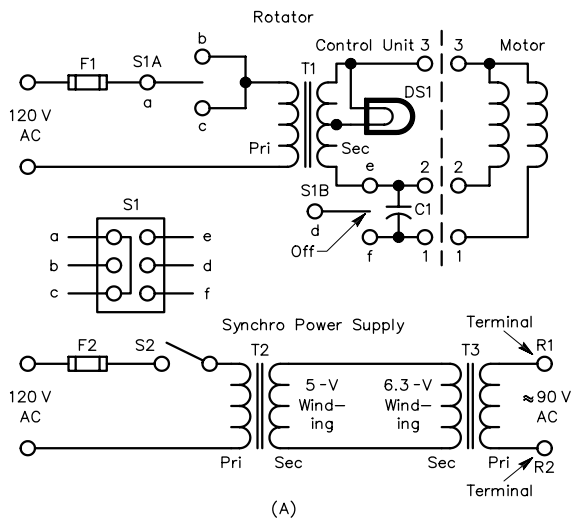 Rotator
b
F1
S1A
T1
Control Unit 3
3
Motor
a
DS1
120 V
AC
c
Pri
Sec
e
2
2
S1B
d
C1
S1
Off
f
1
1
a
e
b
d
c
f
Synchro Power Supply
Terminal
F2
S2
T2
T3
R1
120 V
AC
5-V
Wind-
ing
6.3-V
Wind-
ing
≈90 V
AC
Pri
Sec
Sec
Pri
R2
Terminal
(A)